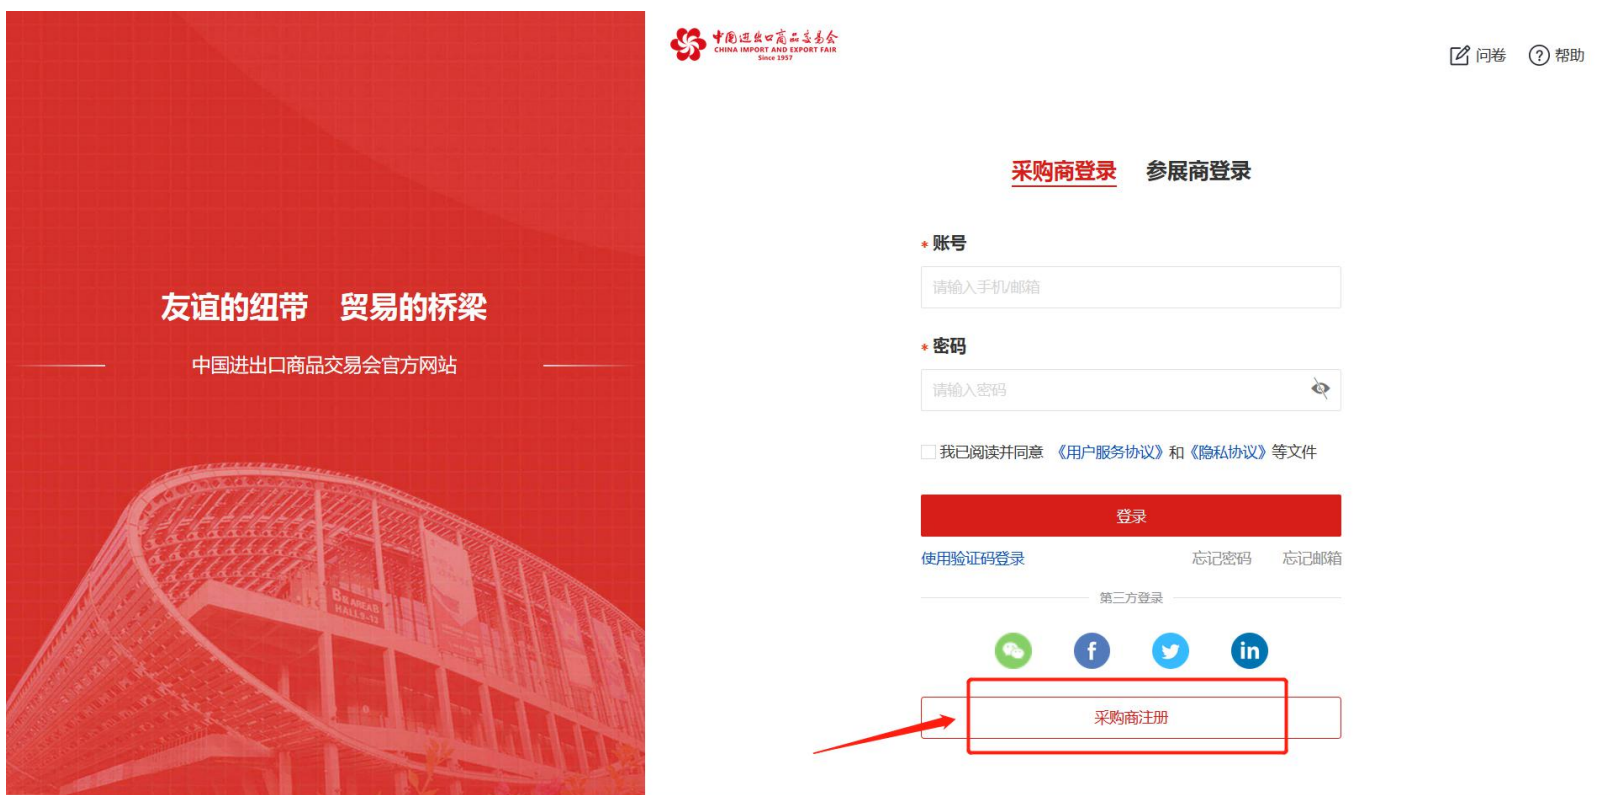 友谊的纽带 贸易的桥梁
中国进出口商品交易会官方网站
B区 AREA B
HALL 9-13
中国进出口商品交易会
CHINA IMPORT AND EXPORT FAIR
Since 1957
问卷
帮助
采购商登录 参展商登录
* 账号
请输入手机/邮箱
* 密码
请输入密码
我已阅读并同意 《用户服务协议》和《隐私协议》等文件
登录
使用验证码登录 忘记密码 忘记邮箱
第三方登录
采购商注册